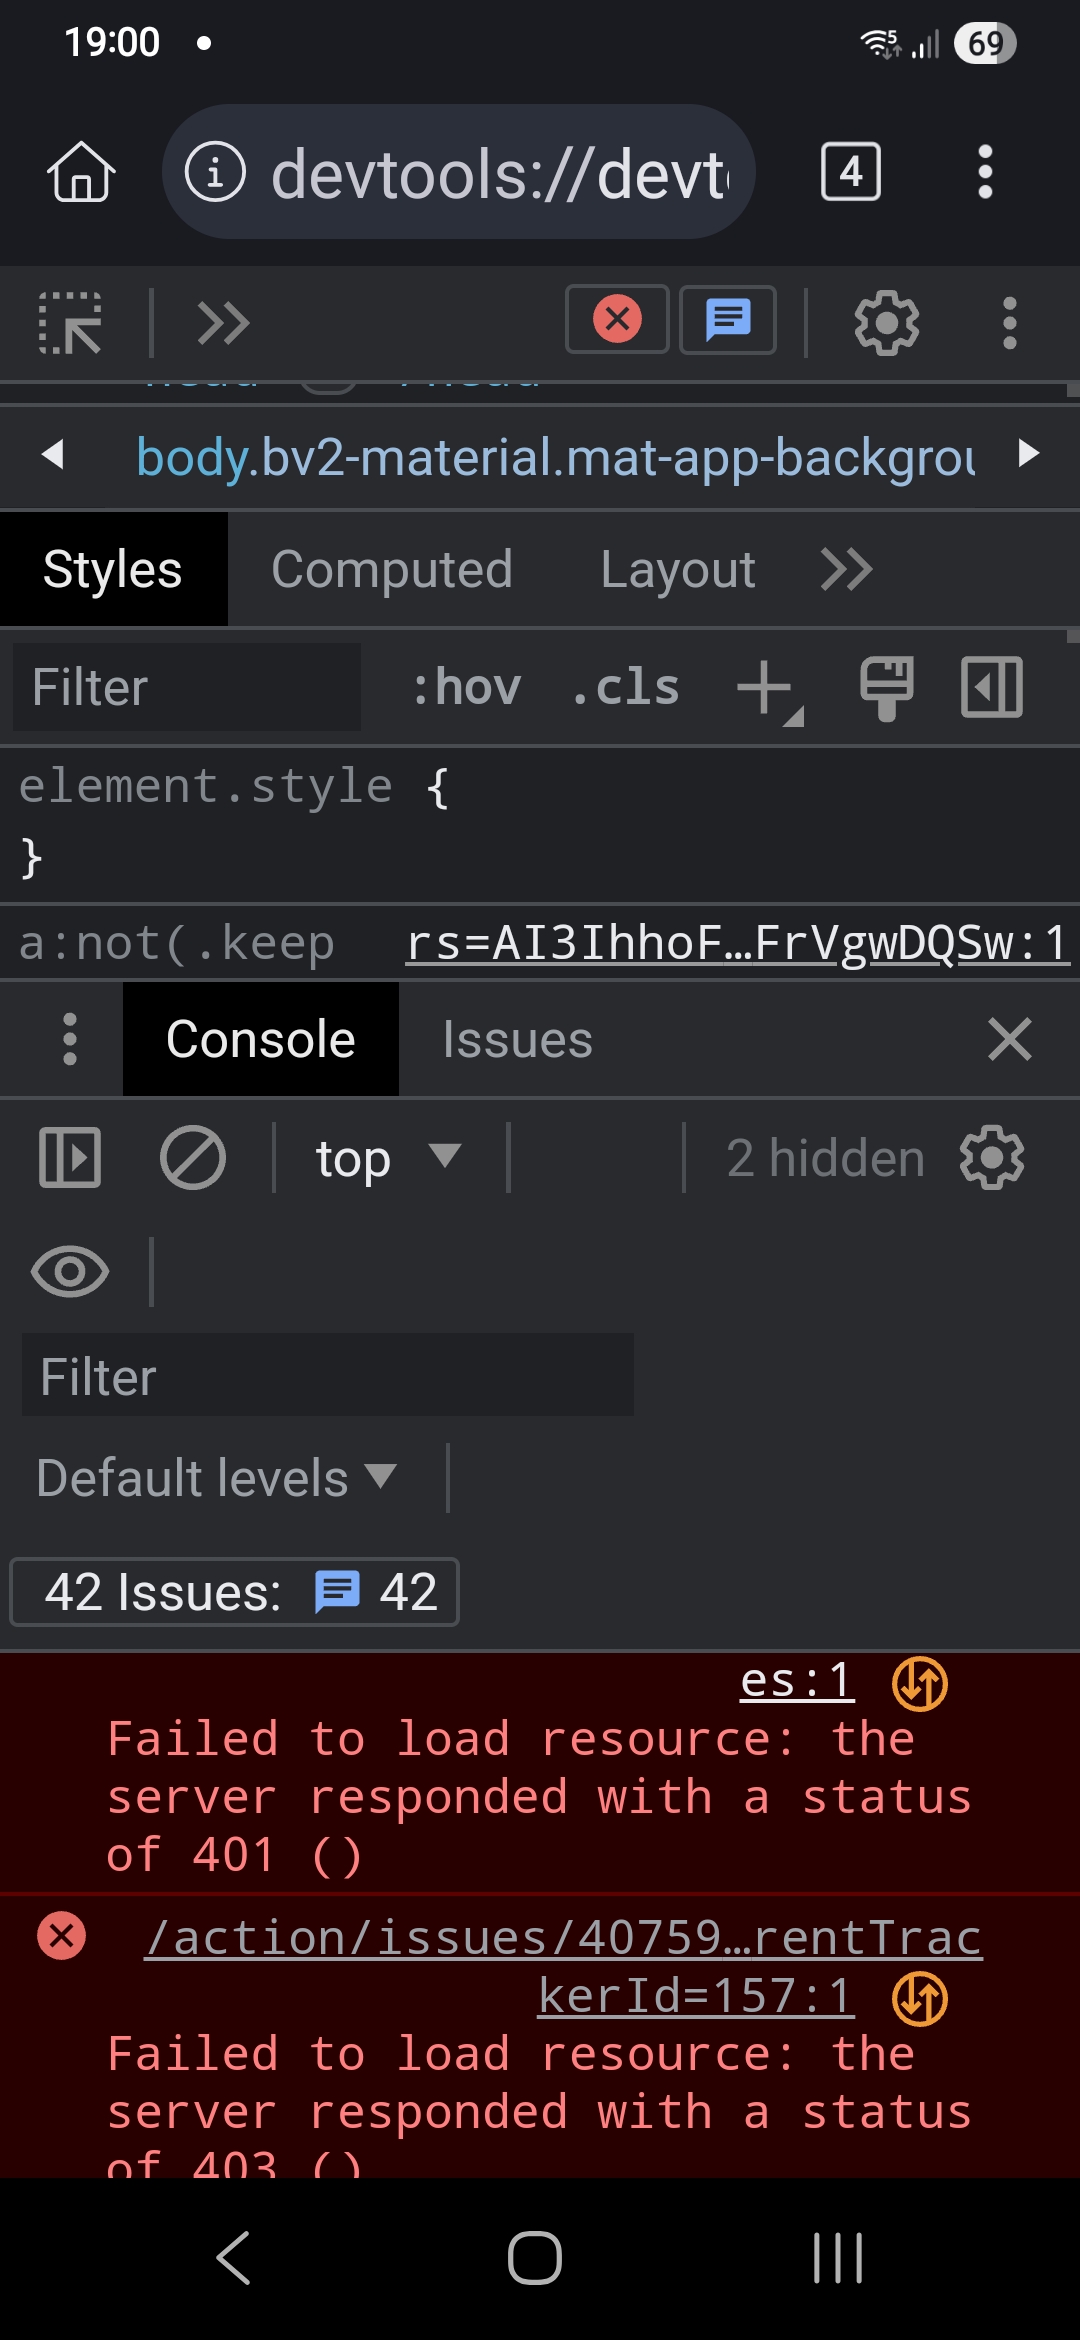 19:00
5
69
devtools://devt
4
body.bv2-material.mat-app-backgrou
Styles
Computed
Layout
Filter
:hov
.cls
element.style {
}
a:not(.keep
rs=AI3IhhoF…FrVgwDQSw:1
Console
Issues
top
2 hidden
Filter
Default levels
42 Issues: 42
es:1
Failed to load resource: the
server responded with a status
of 401 ()
/action/issues/40759…rentTrac
kerId=157:1
Failed to load resource: the
server responded with a status
of 403 ()